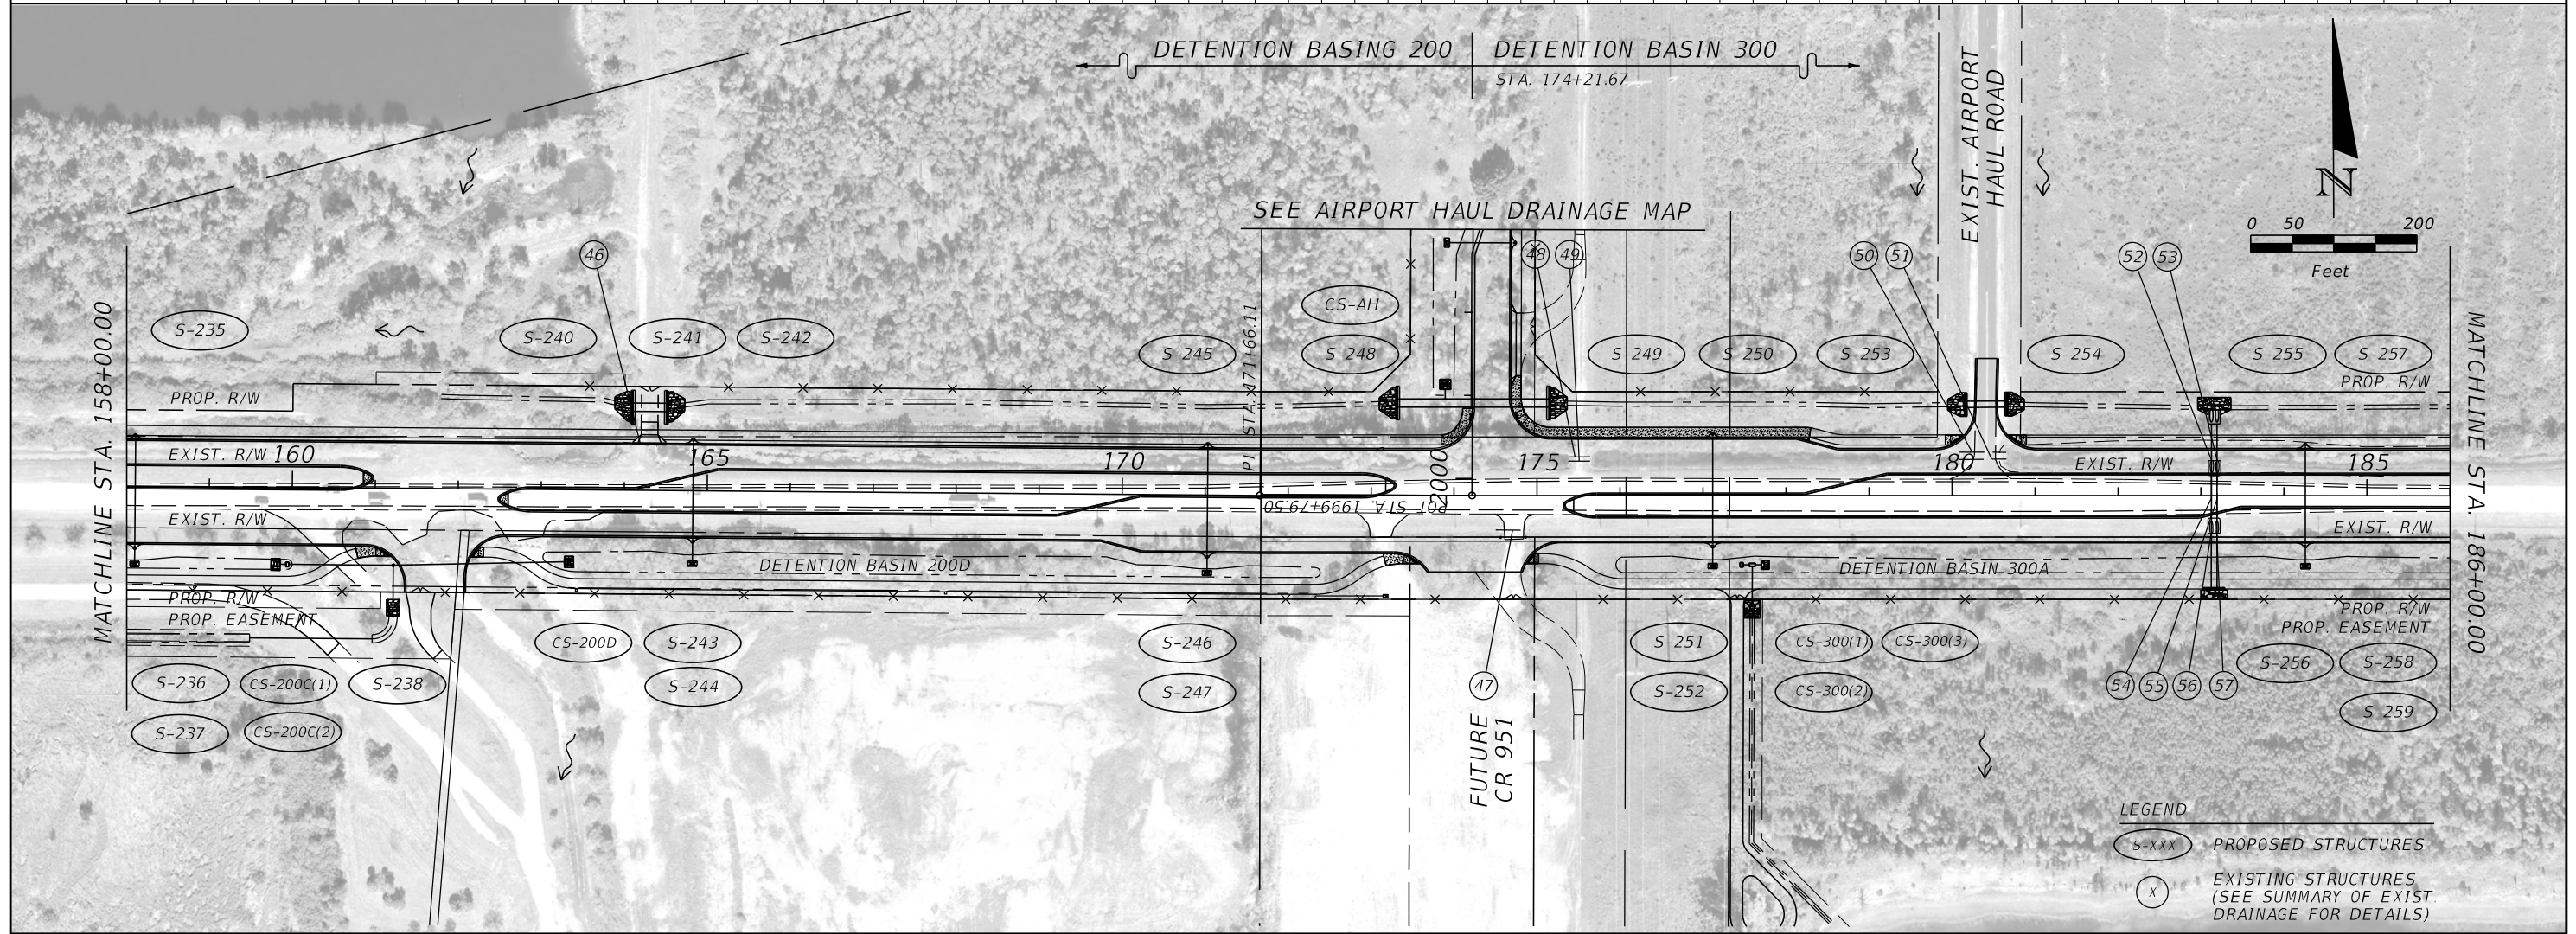 DETENTION BASING 200
DETENTION BASIN 300
STA. 174+21.67
EXIST. AIRPORT
HAUL ROAD
N
0 50 200
Feet
SEE AIRPORT HAUL DRAINAGE MAP
46
48
49
50
51
52
53
MATCHLINE STA. 158+00.00
MATCHLINE STA. 186+00.00
S-235
S-240
S-241
S-242
S-245
PI STA. 171+66.11
CS-AH
S-248
S-249
S-250
S-253
S-254
S-255
S-257
PROP. R/W
PROP. R/W
EXIST. R/W
160
165
170
175
180
EXIST. R/W
185
2000
POT STA. 1999+79.50
EXIST. R/W
EXIST. R/W
DETENTION BASIN 200D
DETENTION BASIN 300A
PROP. R/W
PROP. EASEMENT
PROP. R/W
PROP. EASEMENT
S-236
CS-200C(1)
S-238
CS-200D
S-243
S-244
S-246
S-247
S-237
CS-200C(2)
47
FUTURE
CR 951
S-251
S-252
CS-300(1)
CS-300(3)
CS-300(2)
54
55
56
57
S-256
S-258
S-259
LEGEND
S-XXX
PROPOSED STRUCTURES
X
EXISTING STRUCTURES
(SEE SUMMARY OF EXIST.
DRAINAGE FOR DETAILS)